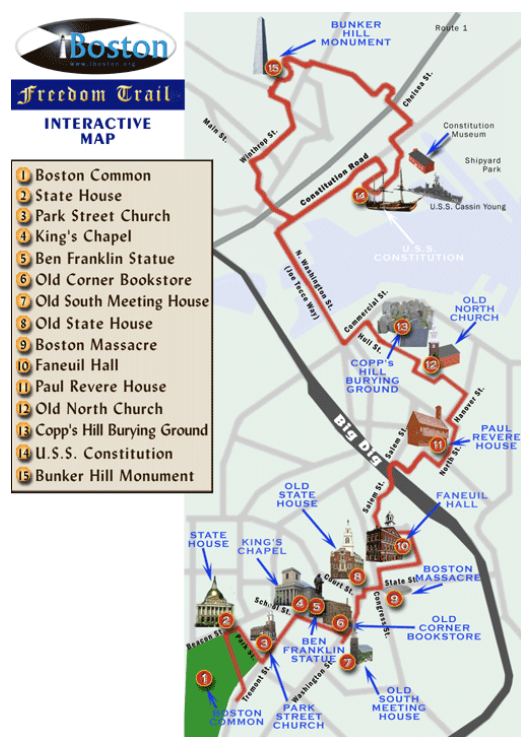 iBoston
www.iboston.org
Freedom Trail
INTERACTIVE
MAP
1 Boston Common
2 State House
3 Park Street Church
4 King's Chapel
5 Ben Franklin Statue
6 Old Corner Bookstore
7 Old South Meeting House
8 Old State House
9 Boston Massacre
10 Faneuil Hall
11 Paul Revere House
12 Old North Church
13 Copp's Hill Burying Ground
14 U.S.S. Constitution
15 Bunker Hill Monument
BUNKER
HILL
MONUMENT
Route 1
15
Chelsea St.
Main St.
Winthrop St.
Constitution
Museum
Constitution Road
Shipyard
Park
14
U.S.S. Cassin Young
U.S.S.
CONSTITUTION
N. Washington St.
(Joe Tecce Way)
Commercial St.
Hull St.
13
OLD
NORTH
CHURCH
12
COPP's
HILL
BURYING
GROUND
Hanover St.
Big Dig
Salem St.
11
North St.
PAUL
REVERE
HOUSE
Salem St.
OLD
STATE
HOUSE
FANEUIL
HALL
10
STATE
HOUSE
KING'S
CHAPEL
8
Court St.
State St.
BOSTON
MASSACRE
9
Congress St.
School St.
4
5
6
2
Beacon St.
Park St.
3
BEN
FRANKLIN
STATUE
OLD
CORNER
BOOKSTORE
7
Washington St.
Tremont St.
1
BOSTON
COMMON
PARK
STREET
CHURCH
OLD
SOUTH
MEETING
HOUSE